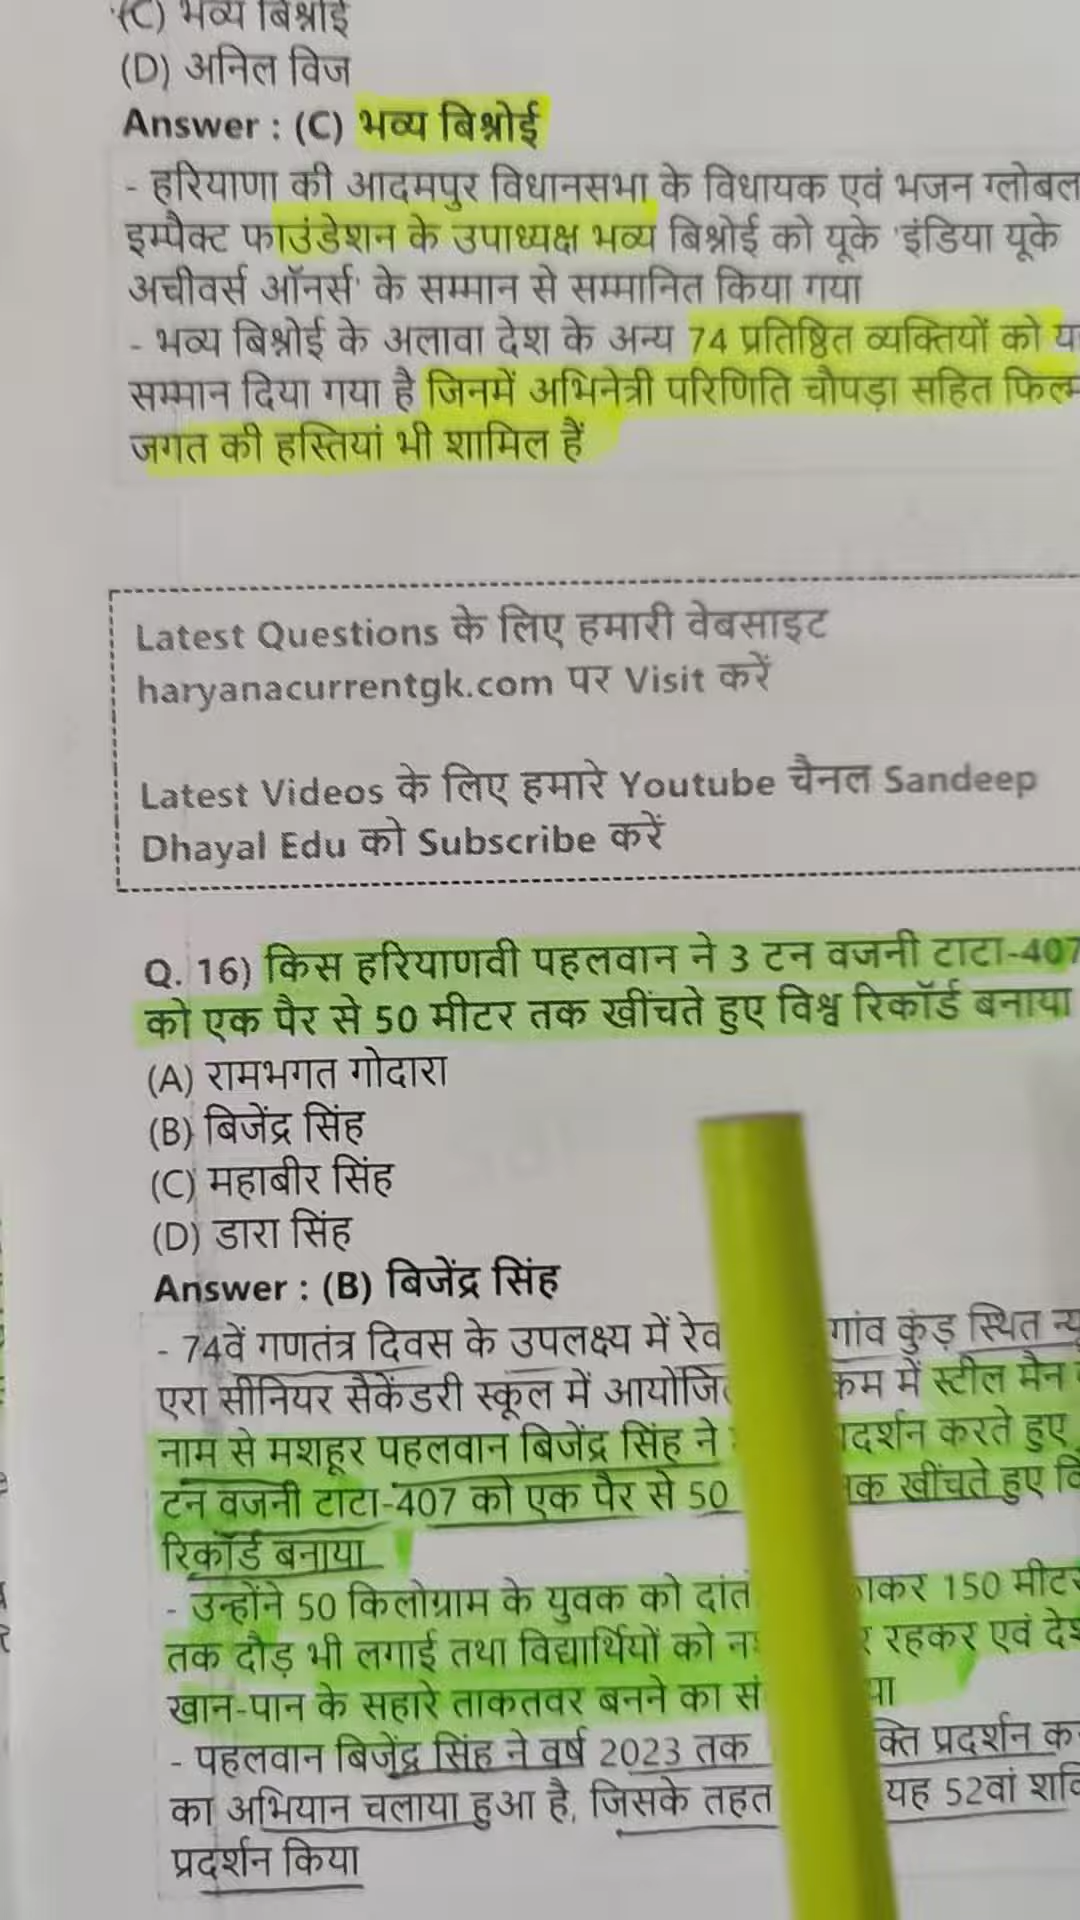 (C) भव्य बिश्नोई
(D) अनिल विज
Answer : (C) भव्य बिश्नोई
- हरियाणा की आदमपुर विधानसभा के विधायक एवं भजन ग्लोबल
इम्पैक्ट फाउंडेशन के उपाध्यक्ष भव्य बिश्नोई को यूके 'इंडिया यूके
अचीवर्स ऑनर्स' के सम्मान से सम्मानित किया गया
- भव्य बिश्नोई के अलावा देश के अन्य 74 प्रतिष्ठित व्यक्तियों को
सम्मान दिया गया है जिनमें अभिनेत्री परिणिति चौपड़ा सहित फिल्म
जगत की हस्तियां भी शामिल हैं
Latest Questions के लिए हमारी वेबसाइट
haryanacurrentgk.com पर Visit करें
Latest Videos के लिए हमारे Youtube चैनल Sandeep
Dhayal Edu को Subscribe करें
Q. 16) किस हरियाणवी पहलवान ने 3 टन वजनी टाटा-407
को एक पैर से 50 मीटर तक खींचते हुए विश्व रिकॉर्ड बनाया
(A) रामभगत गोदारा
(B) बिजेंद्र सिंह
(C) महाबीर सिंह
(D) डारा सिंह
Answer : (B) बिजेंद्र सिंह
- 74वें गणतंत्र दिवस के उपलक्ष्य में गांव कुंड स्थित
एरा सीनियर सैकेंडरी स्कूल में में स्टील मैन
नाम से मशहूर पहलवान बिजेंद्र सिंह ने करते हुए
टन वजनी टाटा-407 को एक पैर से 50 खींचते हुए
रिकॉर्ड बनाया
- उन्होंने 50 किलोग्राम के युवक को 150 मीटर
तक दौड़ भी लगाई तथा विद्यार्थियों को रहकर एवं
खान-पान के सहारे ताकतवर बनने का
- पहलवान बिजेंद्र सिंह ने वर्ष 2023 तक प्रदर्शन
का अभियान चलाया हुआ है, जिसके तहत यह 52वां
प्रदर्शन किया